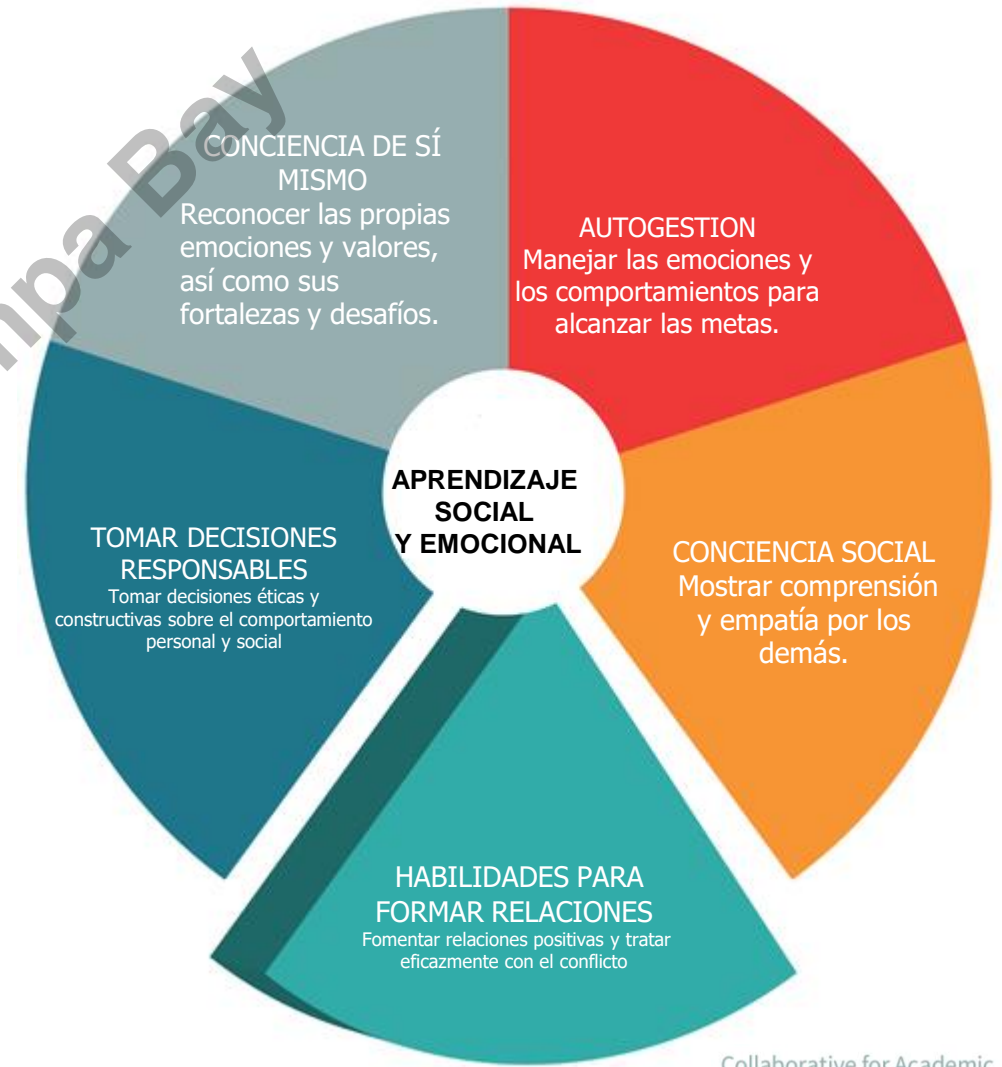 CONCIENCIA DE SÍ
MISMO
Reconocer las propias
emociones y valores,
así como sus
fortalezas y desafíos.
AUTOGESTION
Manejar las emociones y
los comportamientos para
alcanzar las metas.
APRENDIZAJE
SOCIAL
Y EMOCIONAL
TOMAR DECISIONES
RESPONSABLES
Tomar decisiones éticas y
constructivas sobre el comportamiento
personal y social
CONCIENCIA SOCIAL
Mostrar comprensión
y empatía por los
demás.
HABILIDADES PARA
FORMAR RELACIONES
Fomentar relaciones positivas y tratar
eficazmente con el conflicto
Bay
Collaborative for Academic